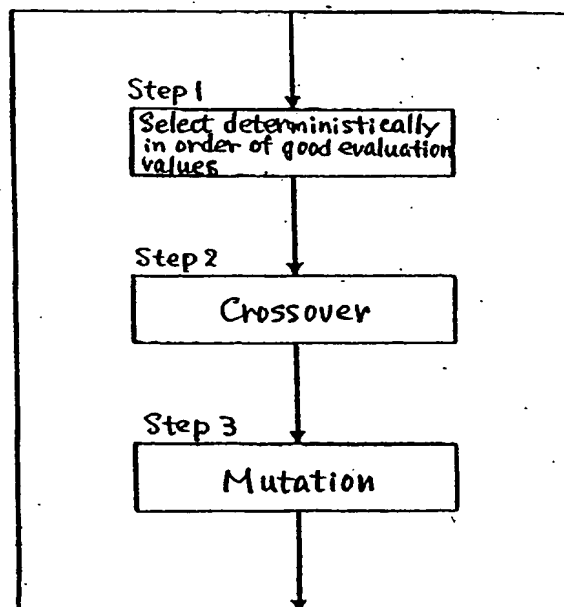 Step 1
Select deterministically
in order of good evaluation
values
Step 2
Crossover
Step 3
Mutation